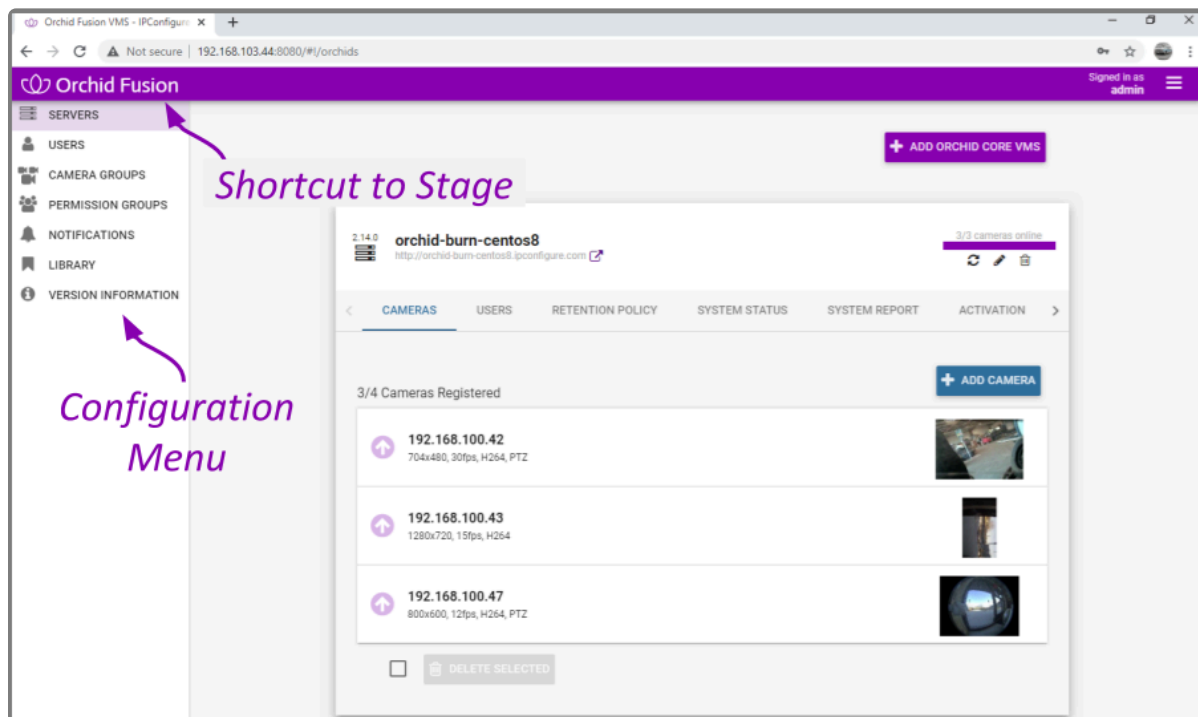 Orchid Fusion VMS - IPConfigure
Not secure | 192.168.103.44:8080/#!/orchids
Orchid Fusion
Signed in as
admin
SERVERS
USERS
CAMERA GROUPS
PERMISSION GROUPS
NOTIFICATIONS
LIBRARY
VERSION INFORMATION
Shortcut to Stage
Configuration
Menu
+ ADD ORCHID CORE VMS
2.14.0
orchid-burn-centos8
http://orchid-burn-centos8.ipconfigure.com
3/3 cameras online
CAMERAS USERS RETENTION POLICY SYSTEM STATUS SYSTEM REPORT ACTIVATION
+ ADD CAMERA
3/4 Cameras Registered
192.168.100.42
704x480, 30fps, H264, PTZ
192.168.100.43
1280x720, 15fps, H264
192.168.100.47
800x600, 12fps, H264, PTZ
DELETE SELECTED